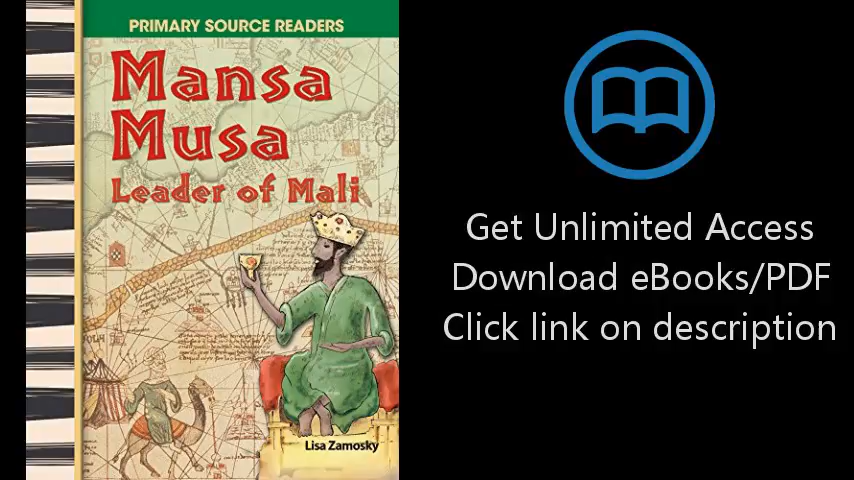 PRIMARY SOURCE READERS
Mansa
Musa
Leader of Mali
Lisa Zamosky
Get Unlimited Access
Download eBooks/PDF
Click link on description